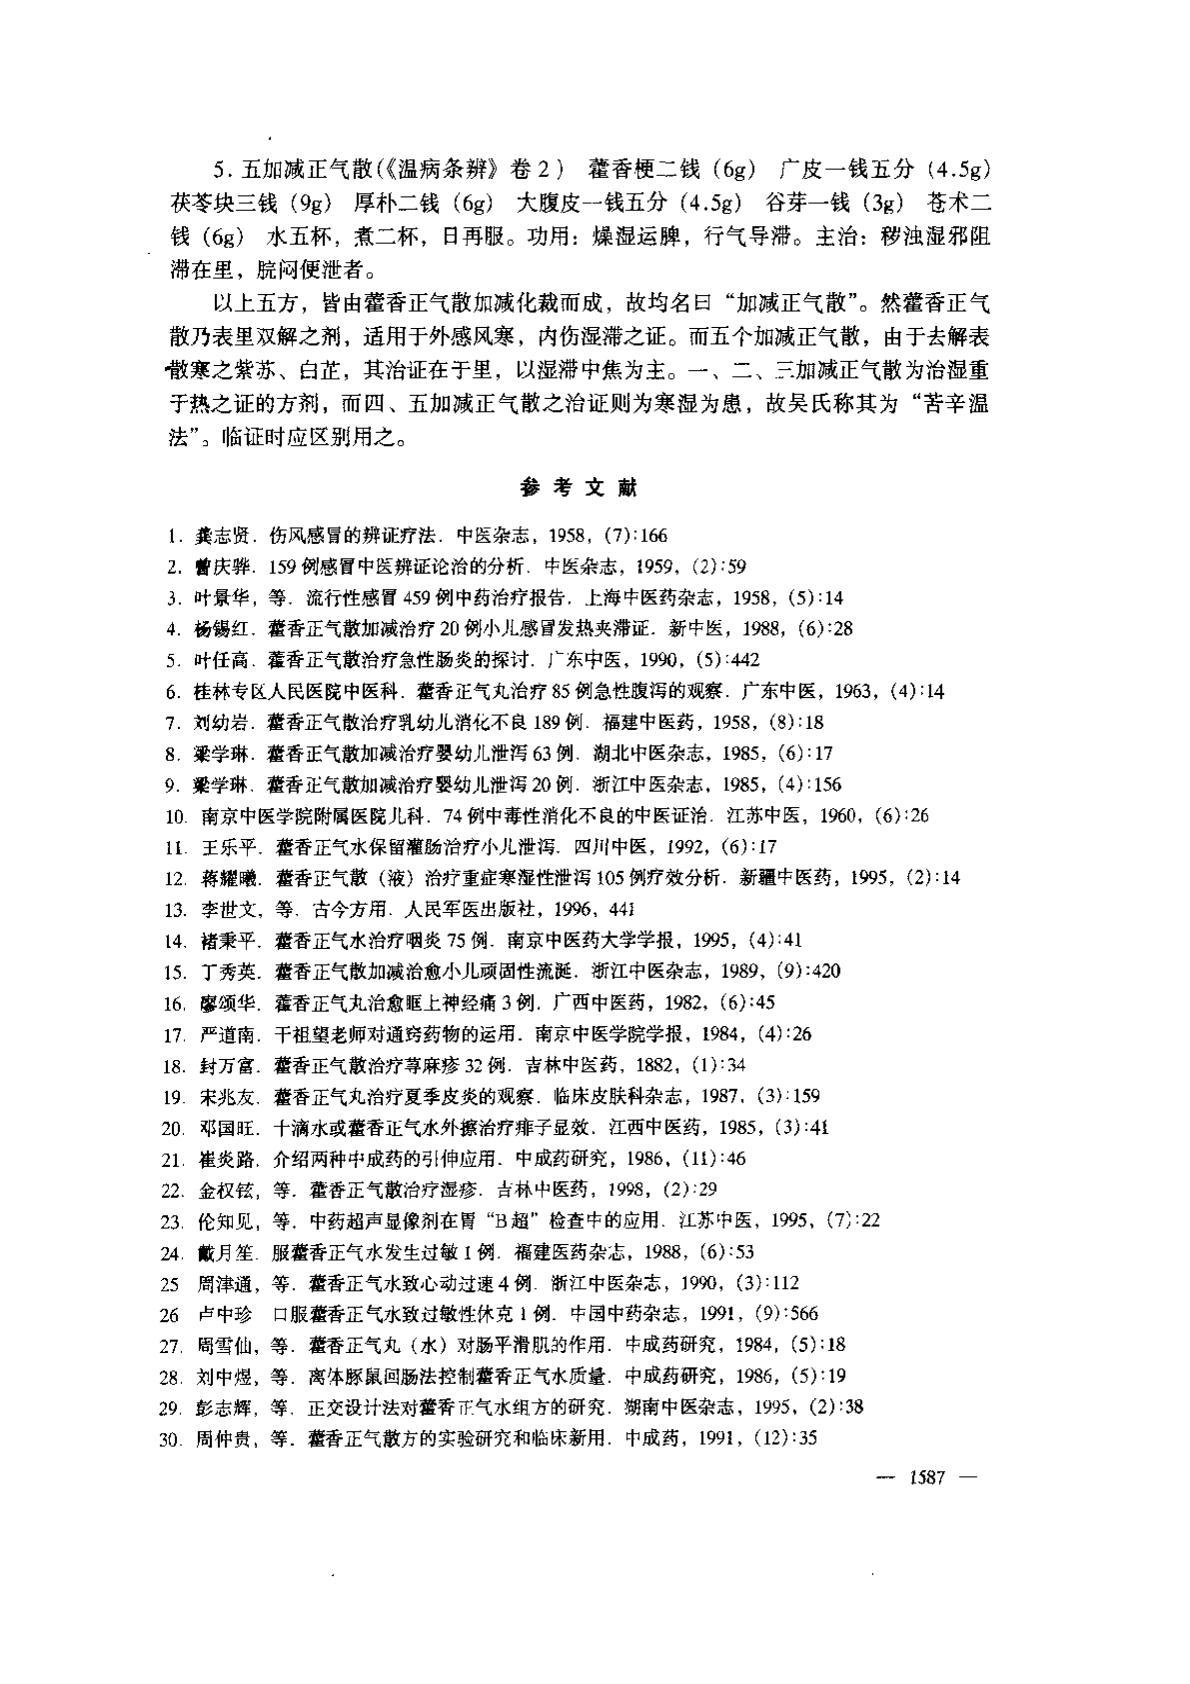 5. 五加减正气散(《温病条辨》卷2) 藿香梗二钱(6g) 广皮一钱五分(4.5g)
茯苓块三钱(9g) 厚朴二钱(6g) 大腹皮一钱五分(4.5g) 谷芽一钱(3g) 苍术二
钱(6g) 水五杯，煮二杯，日再服。功用：燥湿运脾，行气导滞。主治：秽浊湿邪阻
滞在里，脘闷便泄者。
以上五方，皆由藿香正气散加减化裁而成，故均名曰“加减正气散”。然藿香正气
散乃表里双解之剂，适用于外感风寒，内伤湿滞之证。而五个加减正气散，由于去解表
散寒之紫苏、白芷，其治证在于里，以湿滞中焦为主。一、二、三加减正气散为治湿重
于热之证的方剂，而四、五加减正气散之治证则为寒湿为患，故吴氏称其为“苦辛温
法”。临证时应区别用之。
参考文献
1. 龚志贤．伤风感冒的辨证疗法．中医杂志，1958，(7):166
2. 曾庆骅．159例感冒中医辨证论治的分析．中医杂志，1959，(2):59
3. 叶景华，等．流行性感冒459例中药治疗报告．上海中医药杂志，1958，(5):14
4. 杨锡红．藿香正气散加减治疗20例小儿感冒发热夹滞证．新中医，1988，(6):28
5. 叶任高．藿香正气散治疗急性肠炎的探讨．广东中医，1990，(5):442
6. 桂林专区人民医院中医科．藿香正气丸治疗85例急性腹泻的观察．广东中医，1963，(4):14
7. 刘幼岩．藿香正气散治疗乳幼儿消化不良189例．福建中医药，1958，(8):18
8. 梁学琳．藿香正气散加减治疗婴幼儿泄泻63例．湖北中医杂志，1985，(6):17
9. 梁学琳．藿香正气散加减治疗婴幼儿泄泻20例．浙江中医杂志，1985，(4):156
10. 南京中医学院附属医院儿科．74例中毒性消化不良的中医证治．江苏中医，1960，(6):26
11. 王乐平．藿香正气水保留灌肠治疗小儿泄泻．四川中医，1992，(6):17
12. 蒋耀曦．藿香正气散（液）治疗重症寒湿性泄泻105例疗效分析．新疆中医药，1995，(2):14
13. 李世文，等．古今方用．人民军医出版社，1996，441
14. 褚秉平．藿香正气水治疗咽炎75例．南京中医药大学学报，1995，(4):41
15. 丁秀英．藿香正气散加减治愈小儿顽固性流涎．浙江中医杂志，1989，(9):420
16. 廖颂华．藿香正气丸治愈眶上神经痛3例．广西中医药，1982，(6):45
17. 严道南．干祖望老师对通窍药物的运用．南京中医学院学报，1984，(4):26
18. 封万富．藿香正气散治疗荨麻疹32例．吉林中医药，1882，(1):34
19. 宋兆友．藿香正气丸治疗夏季皮炎的观察．临床皮肤科杂志，1987，(3):159
20. 邓国旺．十滴水或藿香正气水外擦治疗痱子显效．江西中医药，1985，(3):41
21. 崔炎路．介绍两种中成药的引伸应用．中成药研究，1986，(11):46
22. 金权铉，等．藿香正气散治疗湿疹．吉林中医药，1998，(2):29
23. 伦知见，等．中药超声显像剂在胃“B超”检查中的应用．江苏中医，1995，(7):22
24. 戴月笙．服藿香正气水发生过敏1例．福建医药杂志，1988，(6):53
25 周津通，等．藿香正气水致心动过速4例．浙江中医杂志，1990，(3):112
26 卢中珍 口服藿香正气水致过敏性休克1例．中国中药杂志，1991，(9):566
27. 周雪仙，等．藿香正气丸（水）对肠平滑肌的作用．中成药研究，1984，(5):18
28. 刘中煜，等．离体豚鼠回肠法控制藿香正气水质量．中成药研究，1986，(5):19
29. 彭志辉，等．正交设计法对藿香正气水组方的研究．湖南中医杂志，1995，(2):38
30. 周仲贵，等．藿香正气散方的实验研究和临床新用．中成药，1991，(12):35
— 1587 —